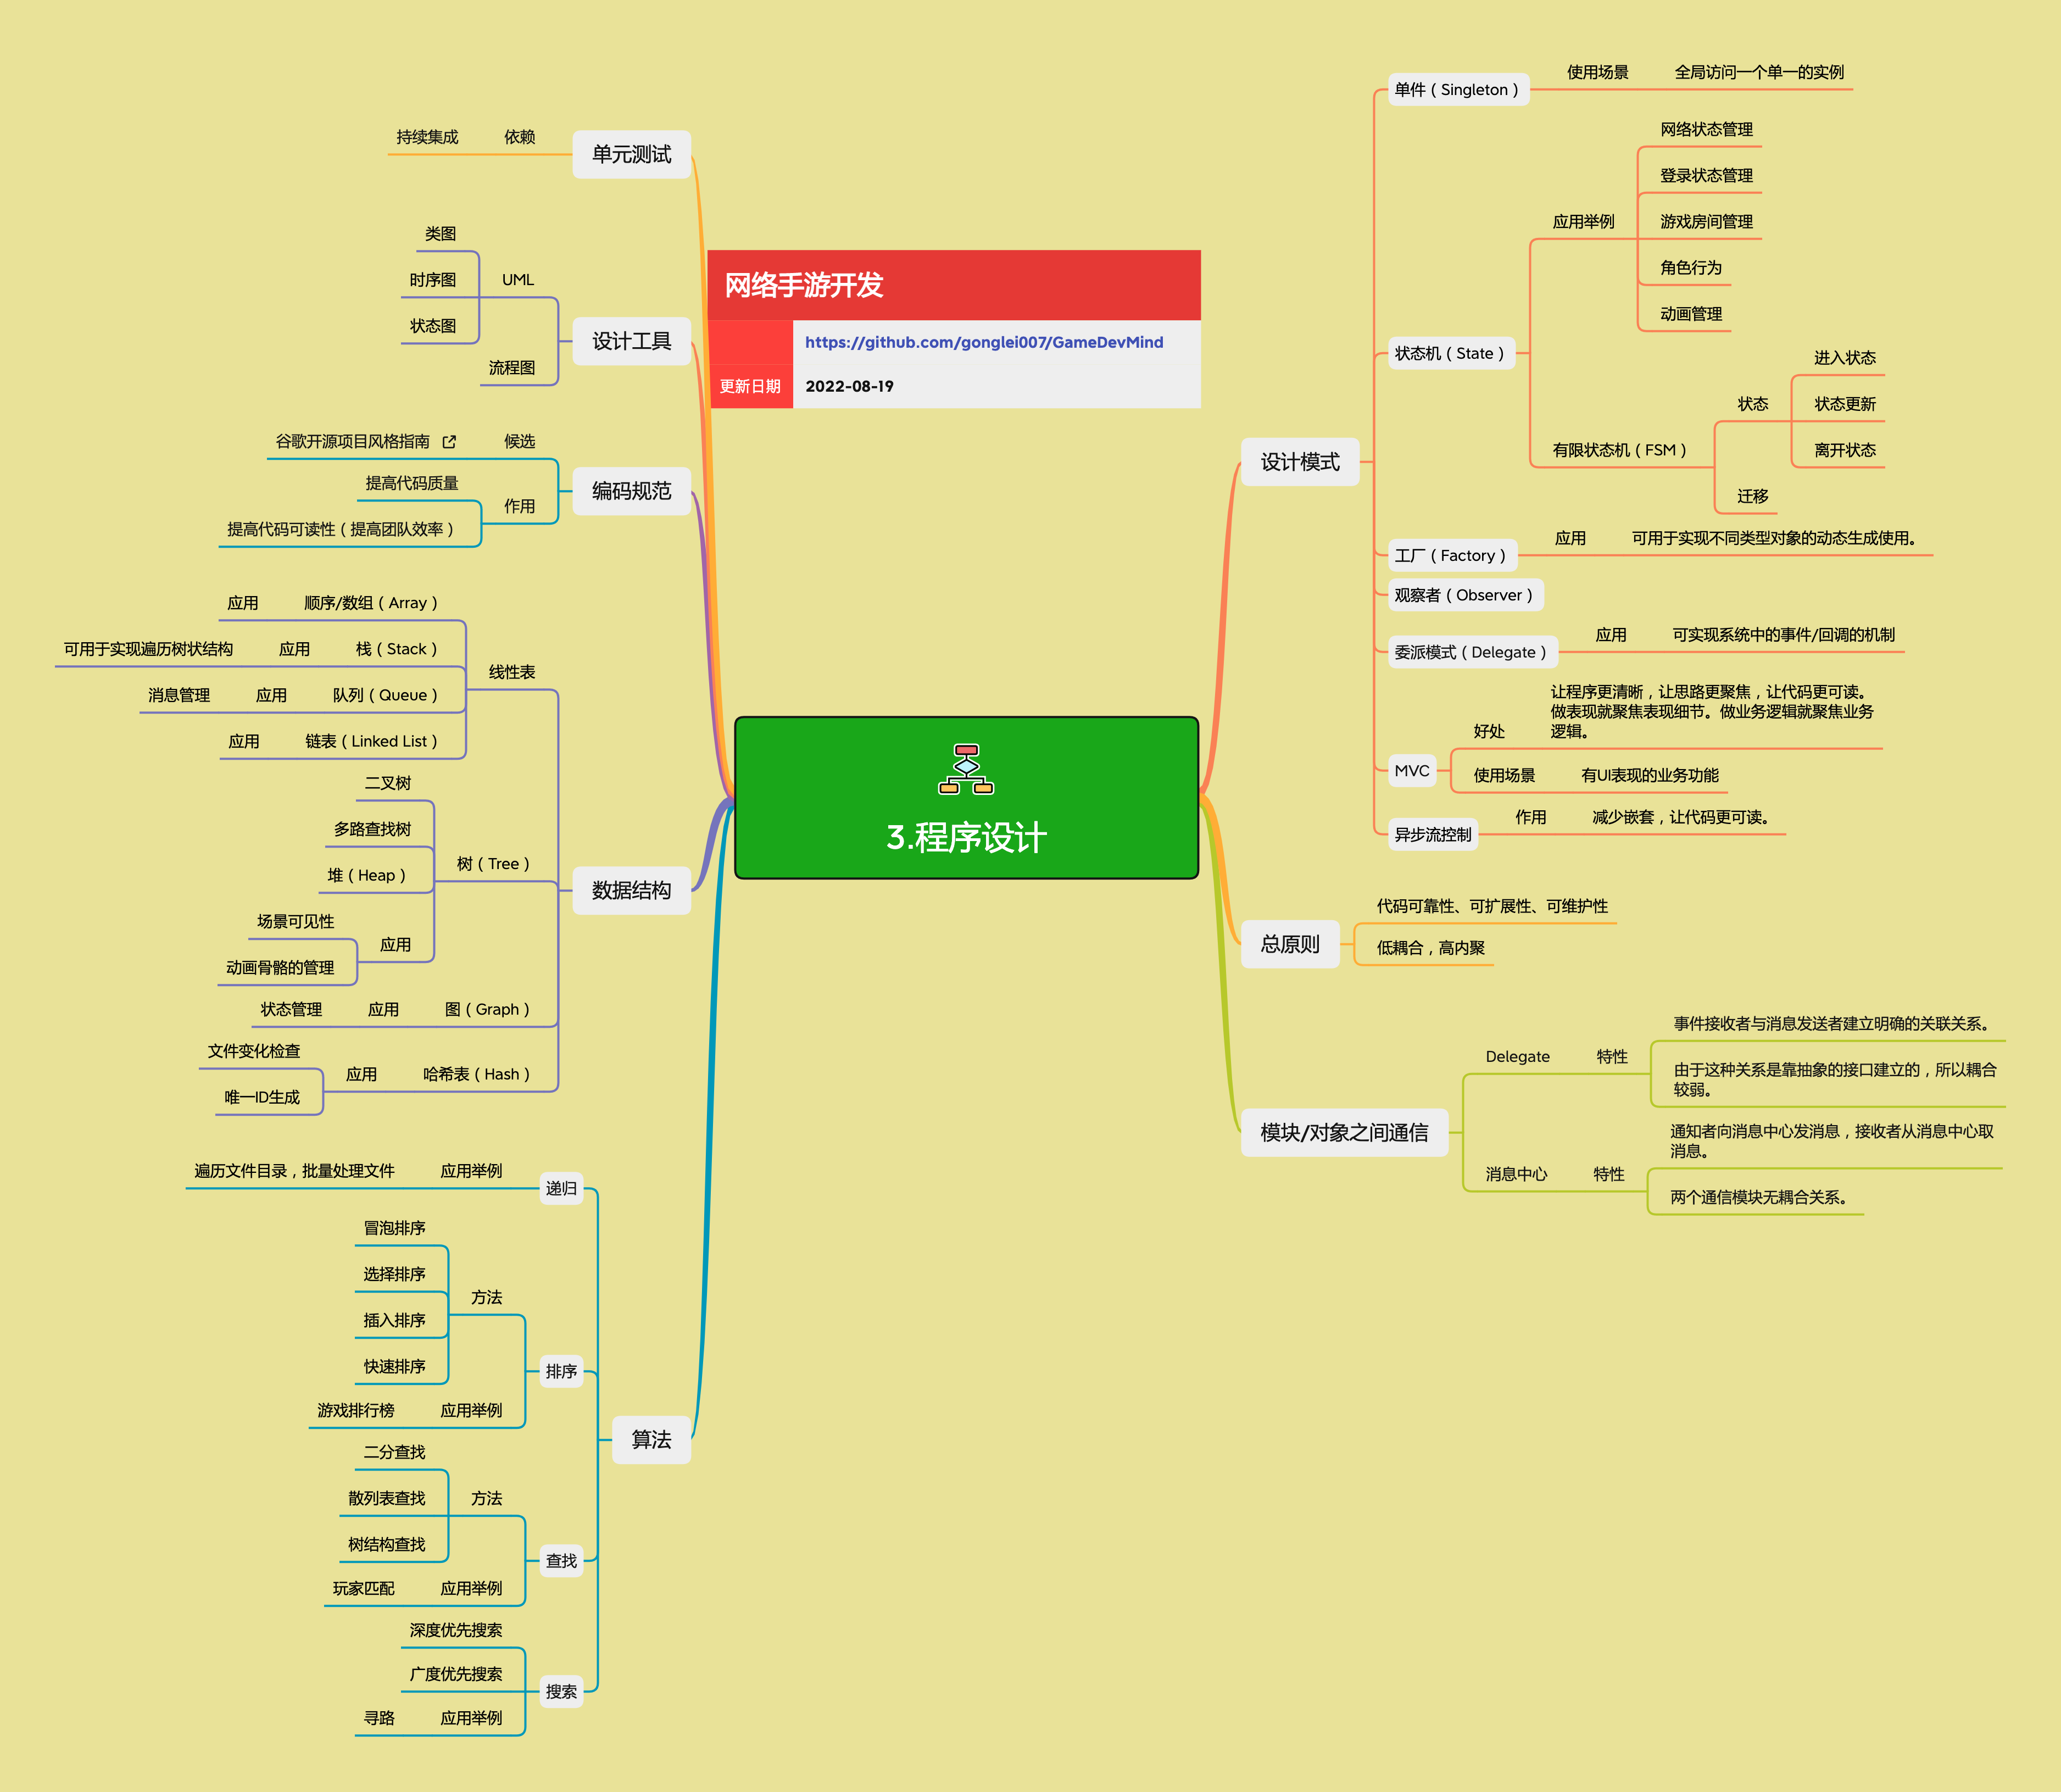 网络手游开发
https://github.com/gonglei007/GameDevMind
更新日期 2022-08-19
3.程序设计
设计模式
单件（Singleton）
使用场景
全局访问一个单一的实例
状态机（State）
应用举例
网络状态管理
登录状态管理
游戏房间管理
角色行为
动画管理
有限状态机（FSM）
状态
进入状态
状态更新
离开状态
迁移
工厂（Factory）
应用
可用于实现不同类型对象的动态生成使用。
观察者（Observer）
委派模式（Delegate）
应用
可实现系统中的事件/回调的机制
MVC
好处
让程序更清晰，让思路更聚焦，让代码更可读。
做表现就聚焦表现细节。做业务逻辑就聚焦业务
逻辑。
使用场景
有UI表现的业务功能
异步流控制
作用
减少嵌套，让代码更可读。
总原则
代码可靠性、可扩展性、可维护性
低耦合，高内聚
模块/对象之间通信
Delegate
特性
事件接收者与消息发送者建立明确的关联关系。
由于这种关系是靠抽象的接口建立的，所以耦合
较弱。
消息中心
特性
通知者向消息中心发消息，接收者从消息中心取
消息。
两个通信模块无耦合关系。
单元测试
依赖
持续集成
设计工具
UML
类图
时序图
状态图
流程图
编码规范
候选
谷歌开源项目风格指南
作用
提高代码质量
提高代码可读性（提高团队效率）
数据结构
线性表
顺序/数组（Array）
应用
栈（Stack）
应用
可用于实现遍历树状结构
队列（Queue）
应用
消息管理
链表（Linked List）
应用
树（Tree）
二叉树
多路查找树
堆（Heap）
应用
场景可见性
动画骨骼的管理
图（Graph）
应用
状态管理
哈希表（Hash）
应用
文件变化检查
唯一ID生成
算法
递归
应用举例
遍历文件目录，批量处理文件
排序
方法
冒泡排序
选择排序
插入排序
快速排序
应用举例
游戏排行榜
查找
方法
二分查找
散列表查找
树结构查找
应用举例
玩家匹配
搜索
深度优先搜索
广度优先搜索
应用举例
寻路